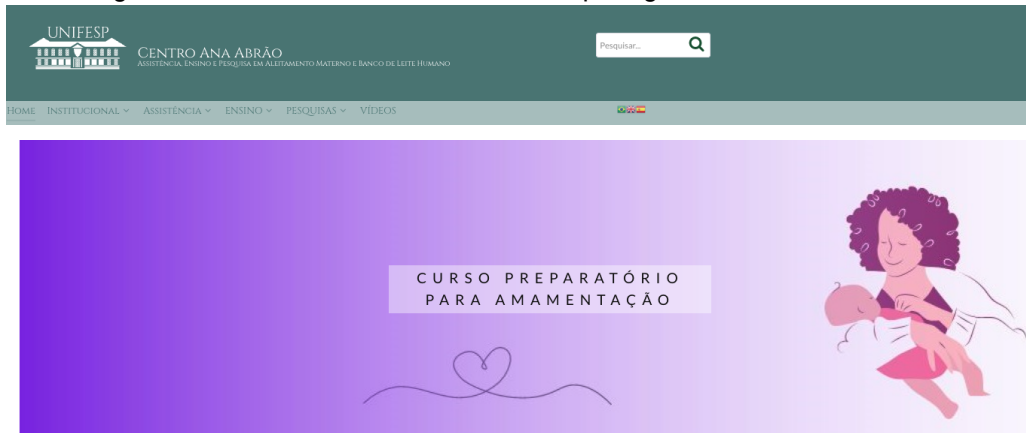 UNIFESP
CENTRO ANA ABRÃO
ASSISTÊNCIA, ENSINO E PESQUISA EM ALEITAMENTO MATERNO E BANCO DE LEITE HUMANO
Pesquisar...
HOME INSTITUCIONAL ASSISTÊNCIA ENSINO PESQUISAS VÍDEOS
CURSO PREPARATÓRIO
PARA AMAMENTAÇÃO